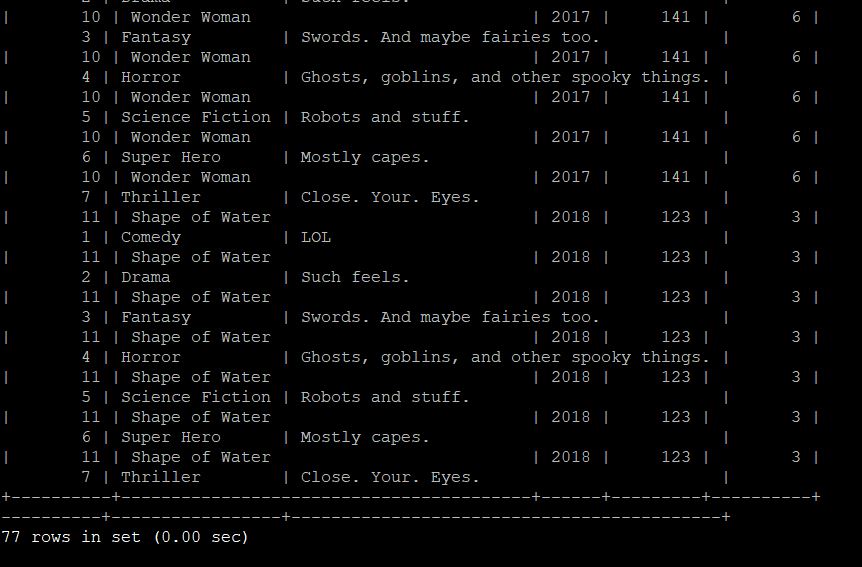 2 | Drama           | Such feels.                               |
|       10 | Wonder Woman                            | 2017 |     141 |        6 |
        3 | Fantasy         | Swords. And maybe fairies too.            |
|       10 | Wonder Woman                            | 2017 |     141 |        6 |
        4 | Horror          | Ghosts, goblins, and other spooky things. |
|       10 | Wonder Woman                            | 2017 |     141 |        6 |
        5 | Science Fiction | Robots and stuff.                         |
|       10 | Wonder Woman                            | 2017 |     141 |        6 |
        6 | Super Hero      | Mostly capes.                             |
|       10 | Wonder Woman                            | 2017 |     141 |        6 |
        7 | Thriller        | Close. Your. Eyes.                        |
|       11 | Shape of Water                          | 2018 |     123 |        3 |
        1 | Comedy          | LOL                                       |
|       11 | Shape of Water                          | 2018 |     123 |        3 |
        2 | Drama           | Such feels.                               |
|       11 | Shape of Water                          | 2018 |     123 |        3 |
        3 | Fantasy         | Swords. And maybe fairies too.            |
|       11 | Shape of Water                          | 2018 |     123 |        3 |
        4 | Horror          | Ghosts, goblins, and other spooky things. |
|       11 | Shape of Water                          | 2018 |     123 |        3 |
        5 | Science Fiction | Robots and stuff.                         |
|       11 | Shape of Water                          | 2018 |     123 |        3 |
        6 | Super Hero      | Mostly capes.                             |
|       11 | Shape of Water                          | 2018 |     123 |        3 |
        7 | Thriller        | Close. Your. Eyes.                        |
+----------+-----------------------------------------+------+---------+----------+
----------+-----------------+-------------------------------------------+
77 rows in set (0.00 sec)